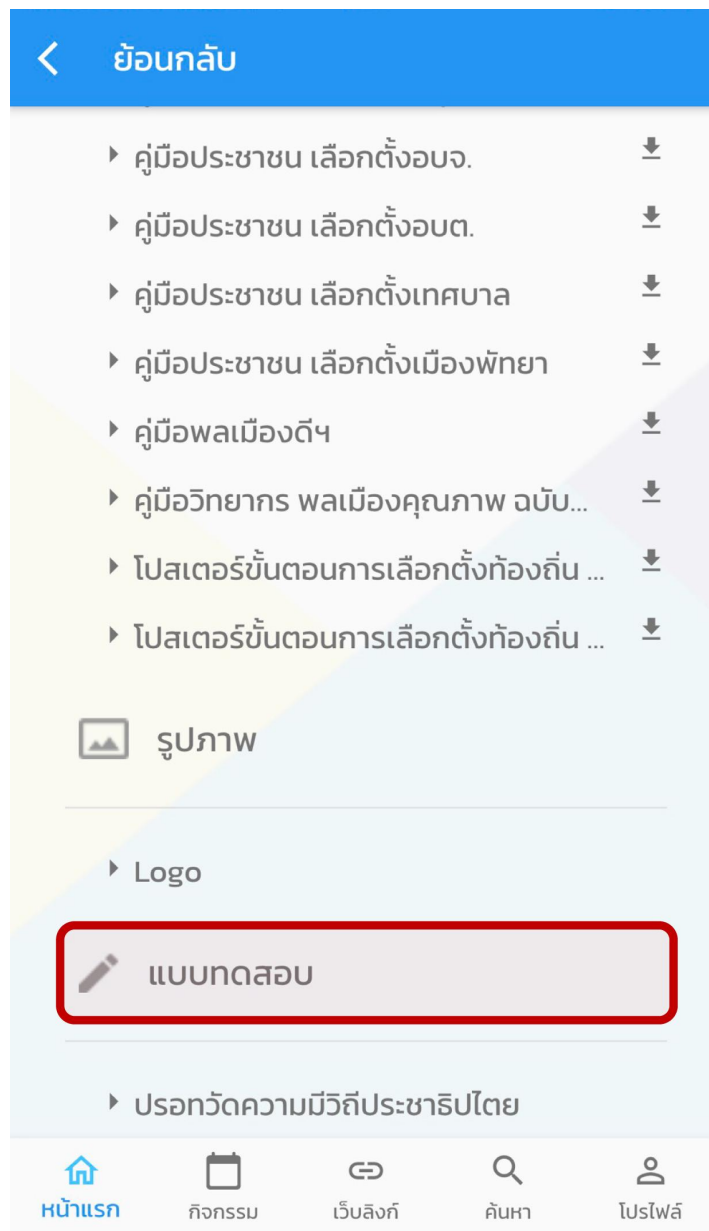 ย้อนกลับ
คู่มือประชาชน เลือกตั้งอบจ.
คู่มือประชาชน เลือกตั้งอบต.
คู่มือประชาชน เลือกตั้งเทศบาล
คู่มือประชาชน เลือกตั้งเมืองพัทยา
คู่มือพลเมืองดีฯ
คู่มือวิทยากร พลเมืองคุณภาพ ฉบับ...
โปสเตอร์ขั้นตอนการเลือกตั้งท้องถิ่น ...
โปสเตอร์ขั้นตอนการเลือกตั้งท้องถิ่น ...
รูปภาพ
Logo
แบบทดสอบ
ปรอทวัดความมีวิถีประชาธิปไตย
หน้าแรก กิจกรรม เว็บลิงก์ ค้นหา โปรไฟล์